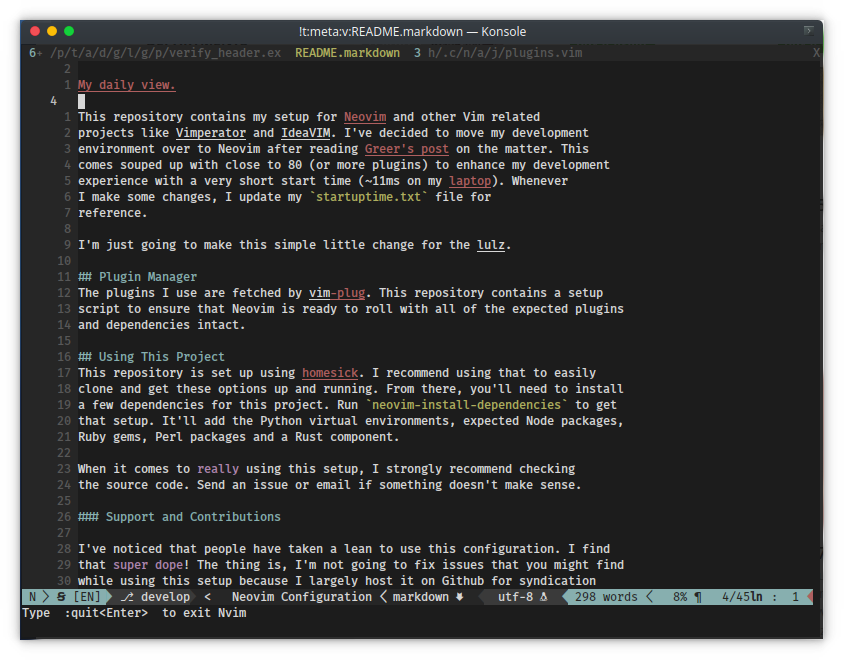 !t:meta:v:README.markdown — Konsole
6+ /p/t/a/d/g/l/g/p/verify_header.ex README.markdown 3 h/.c/n/a/j/plugins.vim X
2
1 My daily view.
4
1 This repository contains my setup for Neovim and other Vim related
2 projects like Vimperator and IdeaVIM. I've decided to move my development
3 environment over to Neovim after reading Greer's post on the matter. This
4 comes souped up with close to 80 (or more plugins) to enhance my development
5 experience with a very short start time (~11ms on my laptop). Whenever
6 I make some changes, I update my `startuptime.txt` file for
7 reference.
8
9 I'm just going to make this simple little change for the lulz.
10
11 ## Plugin Manager
12 The plugins I use are fetched by vim-plug. This repository contains a setup
13 script to ensure that Neovim is ready to roll with all of the expected plugins
14 and dependencies intact.
15
16 ## Using This Project
17 This repository is set up using homesick. I recommend using that to easily
18 clone and get these options up and running. From there, you'll need to install
19 a few dependencies for this project. Run `neovim-install-dependencies` to get
20 that setup. It'll add the Python virtual environments, expected Node packages,
21 Ruby gems, Perl packages and a Rust component.
22
23 When it comes to really using this setup, I strongly recommend checking
24 the source code. Send an issue or email if something doesn't make sense.
25
26 ### Support and Contributions
27
28 I've noticed that people have taken a lean to use this configuration. I find
29 that super dope! The thing is, I'm not going to fix issues that you might find
30 while using this setup because I largely host it on Github for syndication
N [EN] develop < Neovim Configuration < markdown utf-8 298 words < 8% ¶ 4/45ln : 1
Type :quit<Enter> to exit Nvim